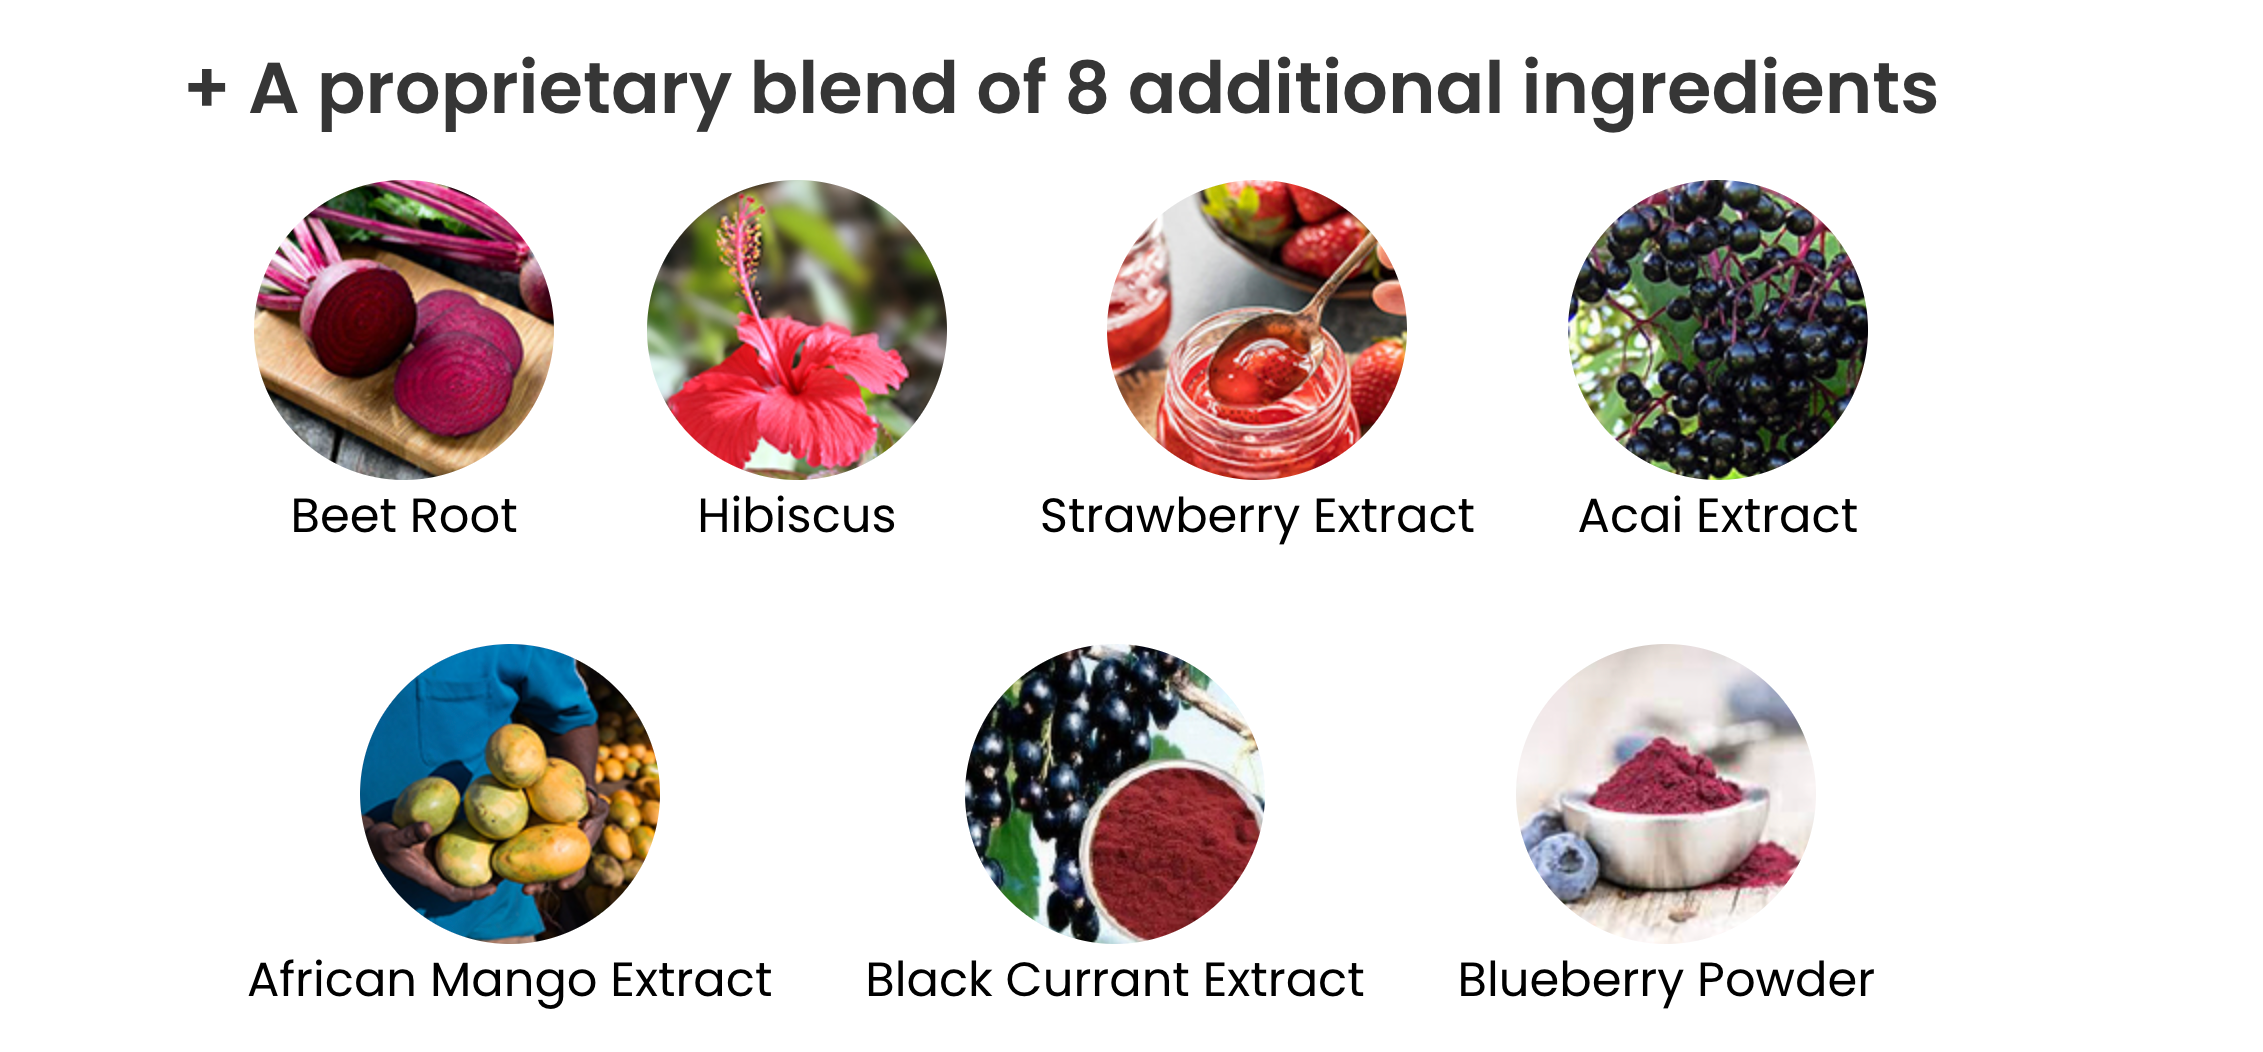 + A proprietary blend of 8 additional ingredients
Beet Root
Hibiscus
Strawberry Extract
Acai Extract
African Mango Extract
Black Currant Extract
Blueberry Powder